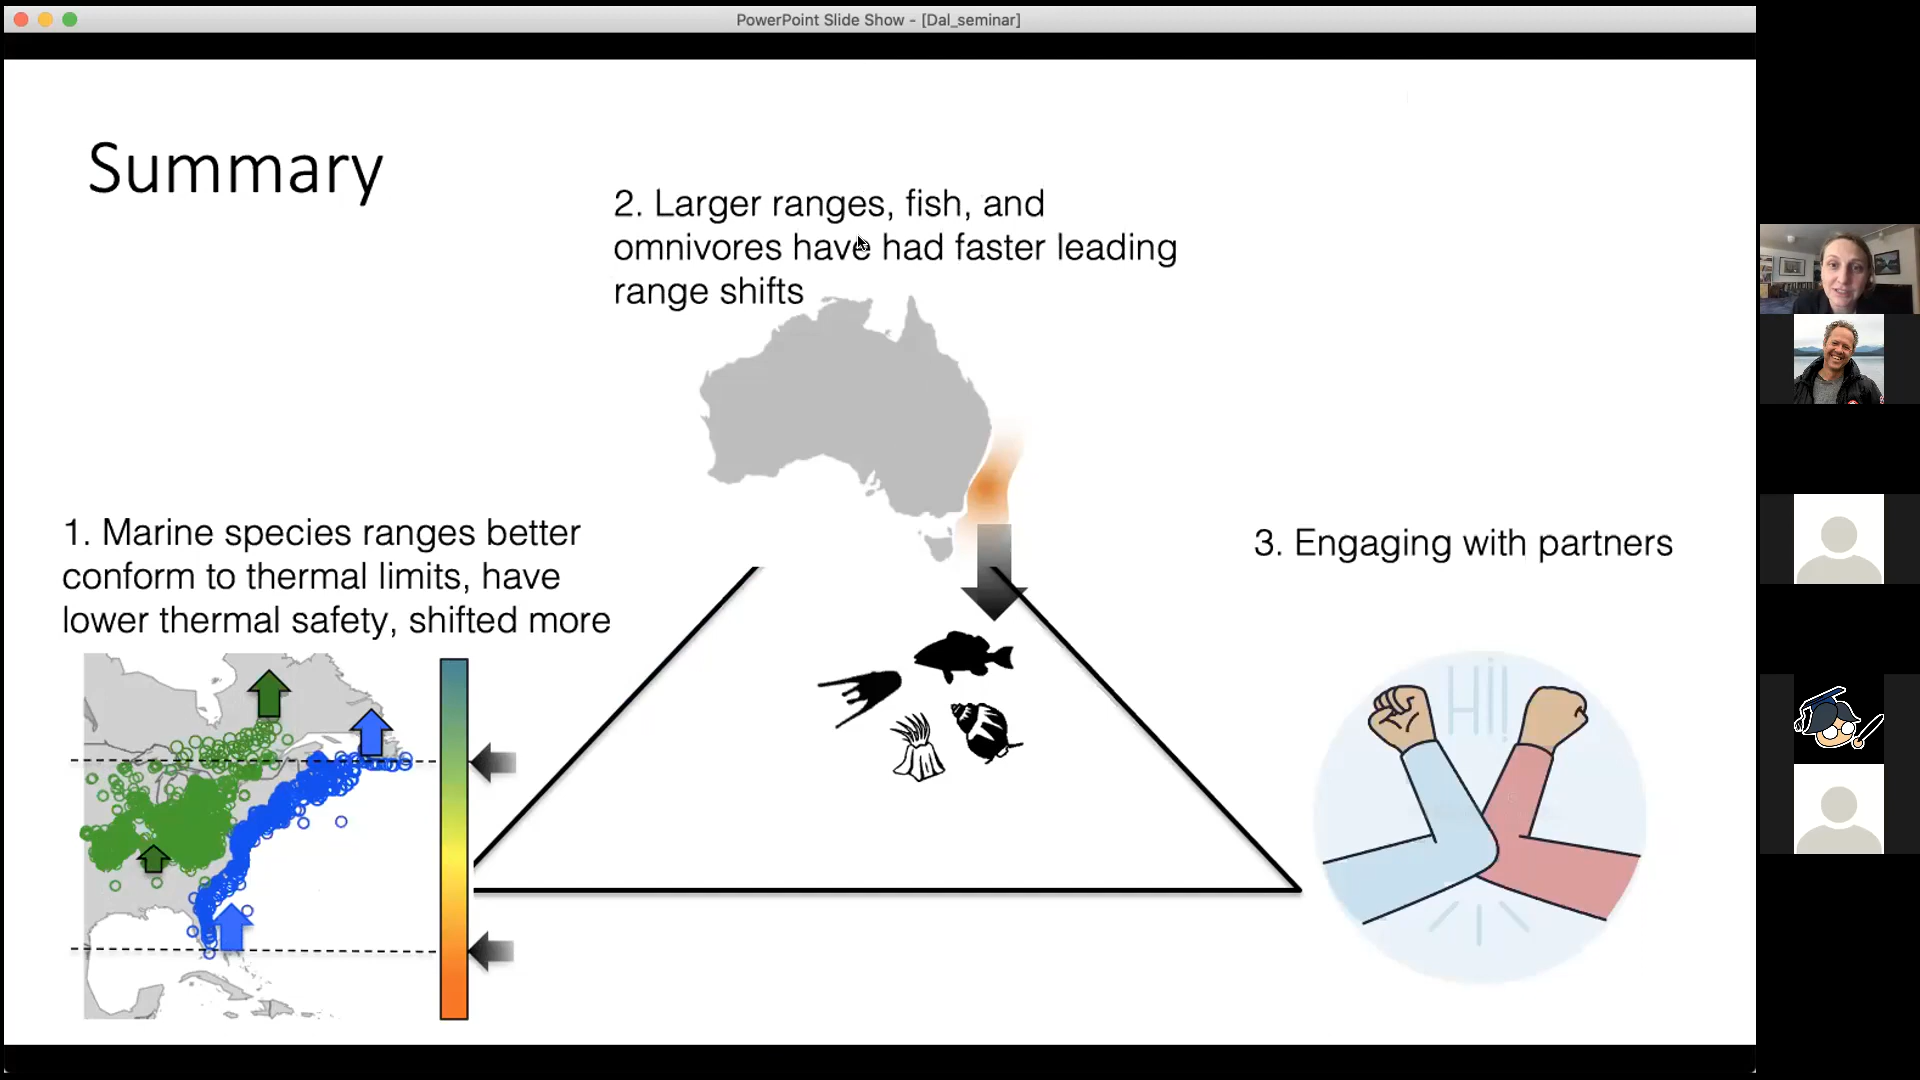 PowerPoint Slide Show - [Dal_seminar]
Summary
2. Larger ranges, fish, and
omnivores have had faster leading
range shifts
1. Marine species ranges better
conform to thermal limits, have
lower thermal safety, shifted more
3. Engaging with partners
Hi!